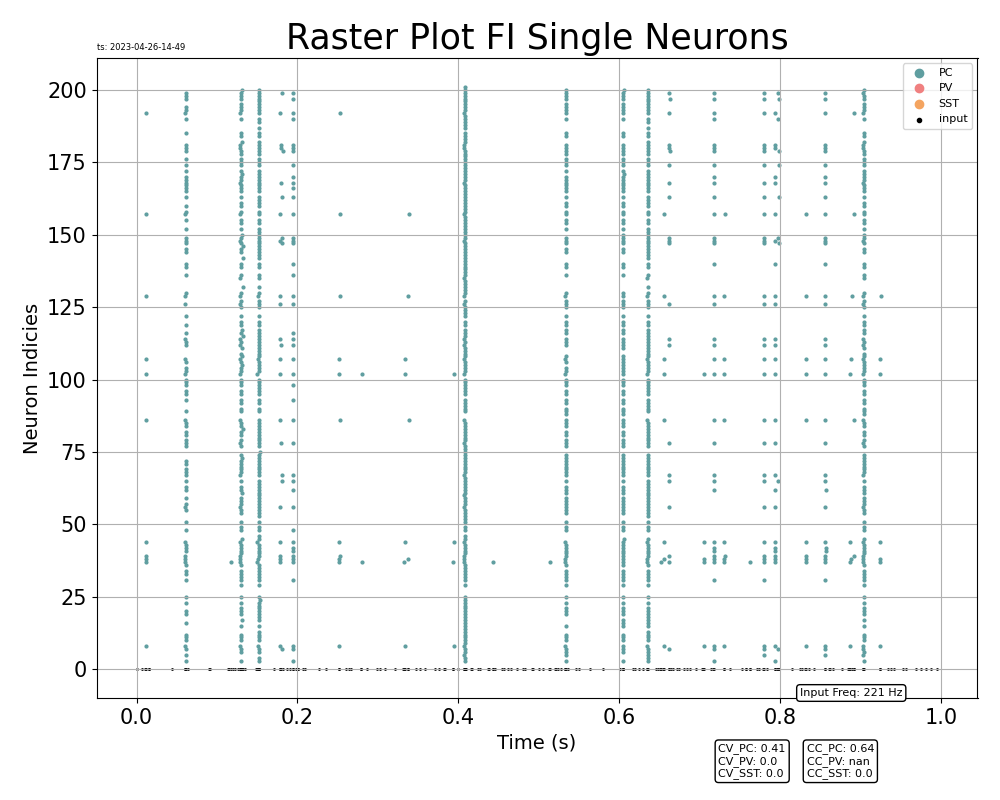 Raster Plot FI Single Neurons
ts: 2023-04-26-14-49
PC
PV
SST
input
200
175
150
125
100
75
50
25
0
Neuron Indicies
0.0 0.2 0.4 0.6 0.8 1.0
Time (s)
Input Freq: 221 Hz
CV_PC: 0.41
CV_PV: 0.0
CV_SST: 0.0
CC_PC: 0.64
CC_PV: nan
CC_SST: 0.0